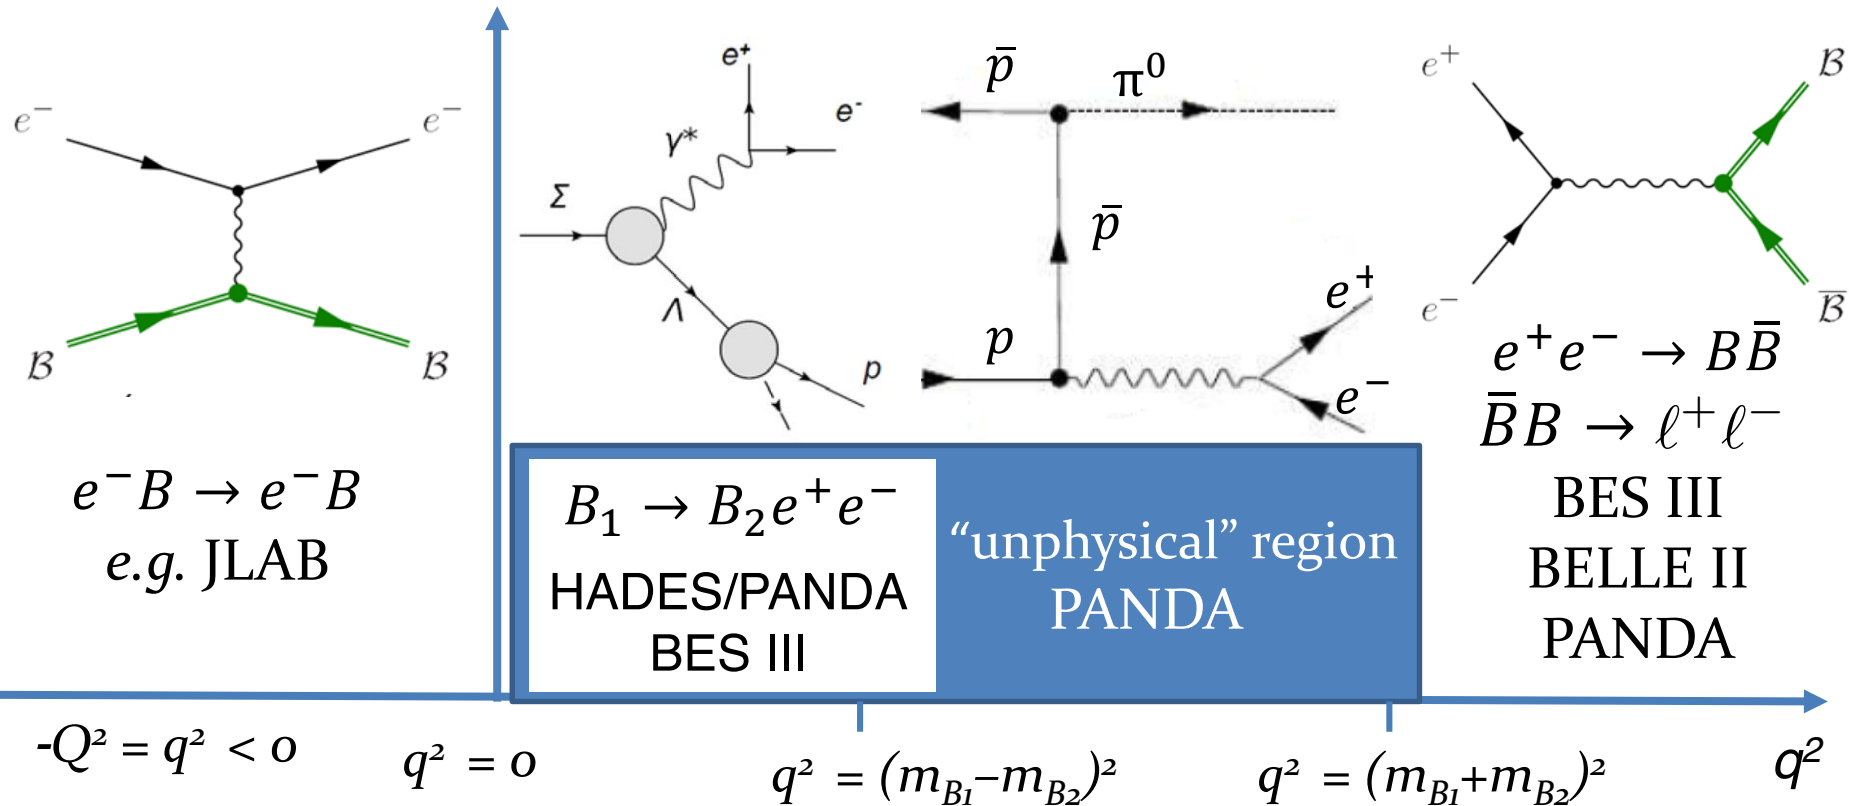 e⁻
e⁻
ℬ
ℬ
e⁻B → e⁻B
e.g. JLAB
e⁺
e⁻
γ*
Σ
Λ
p
p̄
π⁰
p̄
p
e⁺
e⁻
B₁ → B₂e⁺e⁻
HADES/PANDA
BES III
“unphysical” region
PANDA
e⁺
ℬ
e⁻
ℬ̄
e⁺e⁻ → BB̄
B̄B → ℓ⁺ℓ⁻
BES III
BELLE II
PANDA
-Q² = q² < 0
q² = 0
q² = (m_B₁−m_B₂)²
q² = (m_B₁+m_B₂)²
q²